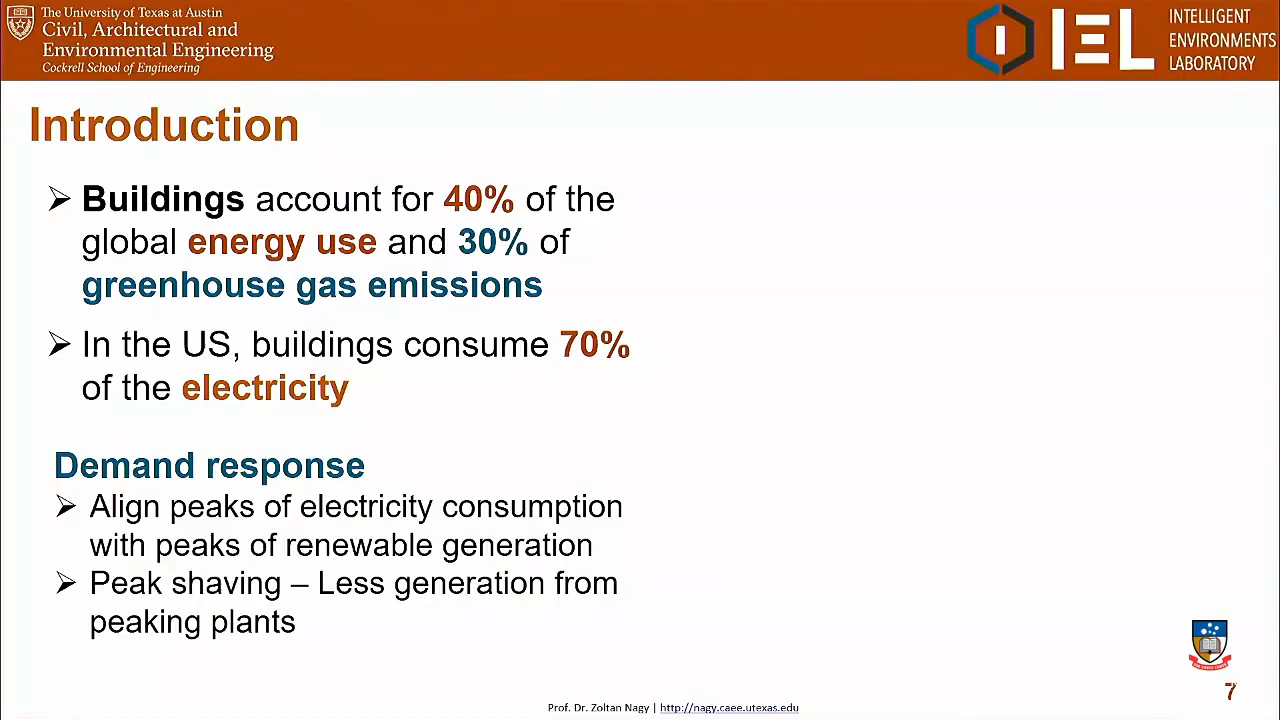 The University of Texas at Austin
Civil, Architectural and
Environmental Engineering
Cockrell School of Engineering
IEL
INTELLIGENT
ENVIRONMENTS
LABORATORY
Introduction
➢ Buildings account for 40% of the
global energy use and 30% of
greenhouse gas emissions
➢ In the US, buildings consume 70%
of the electricity
Demand response
➢ Align peaks of electricity consumption
with peaks of renewable generation
➢ Peak shaving – Less generation from
peaking plants
7
Prof. Dr. Zoltan Nagy | http://nagy.caee.utexas.edu